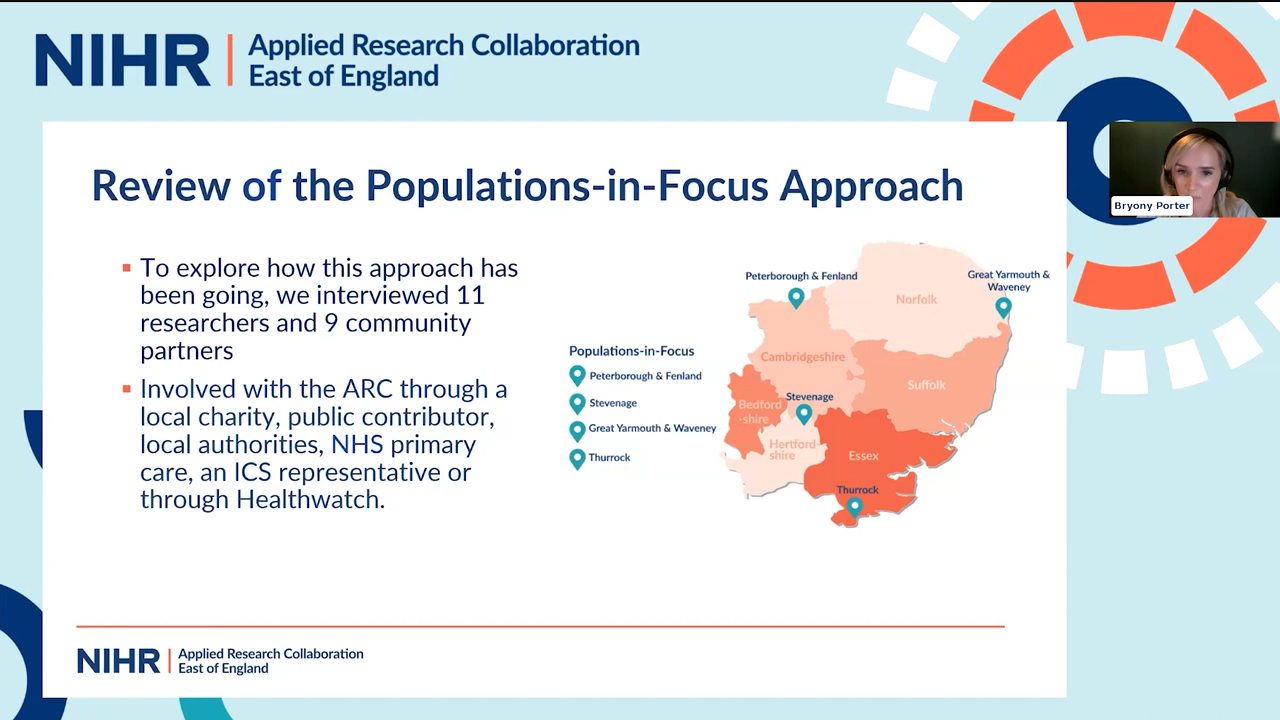 NIHR | Applied Research Collaboration
East of England
Review of the Populations-in-Focus Approach
Bryony Porter
▪ To explore how this approach has
been going, we interviewed 11
researchers and 9 community
partners
▪ Involved with the ARC through a
local charity, public contributor,
local authorities, NHS primary
care, an ICS representative or
through Healthwatch.
Populations-in-Focus
Peterborough & Fenland
Stevenage
Great Yarmouth & Waveney
Thurrock
Peterborough & Fenland
Great Yarmouth &
Waveney
Norfolk
Cambridgeshire
Suffolk
Stevenage
Bedford
-shire
Hertford-
shire
Essex
Thurrock
NIHR | Applied Research Collaboration
East of England